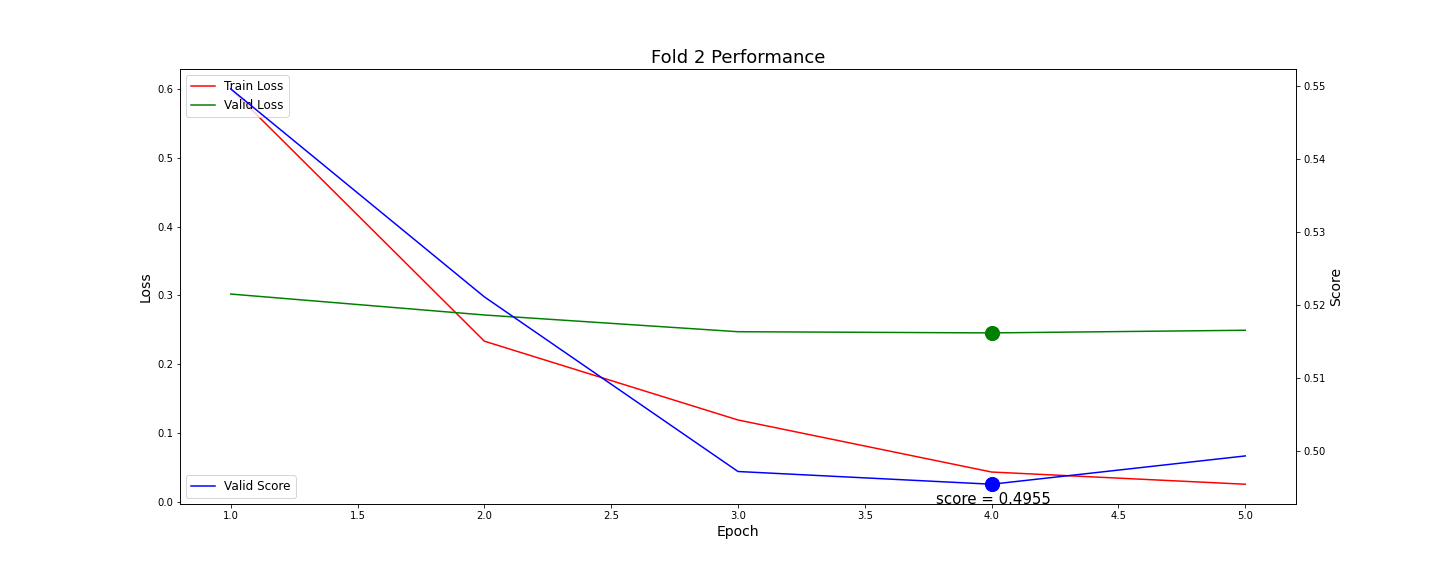 Fold 2 Performance
Train Loss
Valid Loss
Valid Score
score = 0.4955
0.6
0.5
0.4
0.3
0.2
0.1
0.0
Loss
0.55
0.54
0.53
0.52
0.51
0.50
Score
1.0 1.5 2.0 2.5 3.0 3.5 4.0 4.5 5.0
Epoch